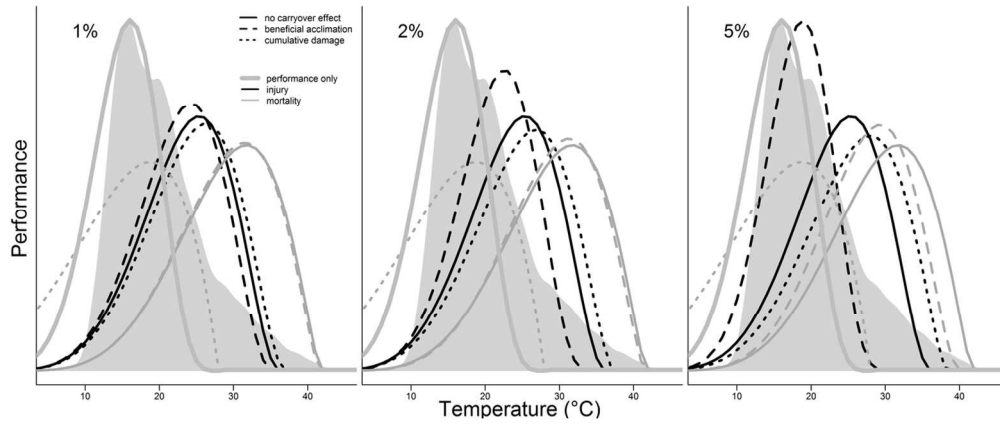 1%
no carryover effect
beneficial acclimation
cumulative damage
performance only
injury
mortality
2%
5%
Performance
10 20 30 40
10 20 30 40
10 20 30 40
Temperature (°C)